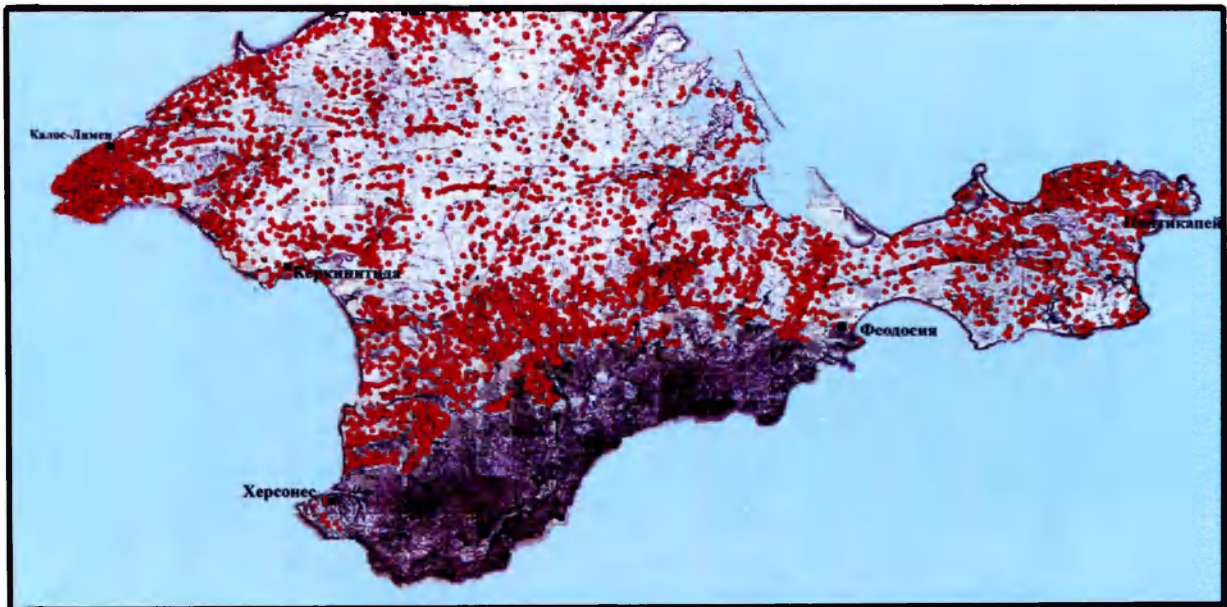 Калос-Лимен
Пантикапей
Керкинитида
Феодосия
Херсонес